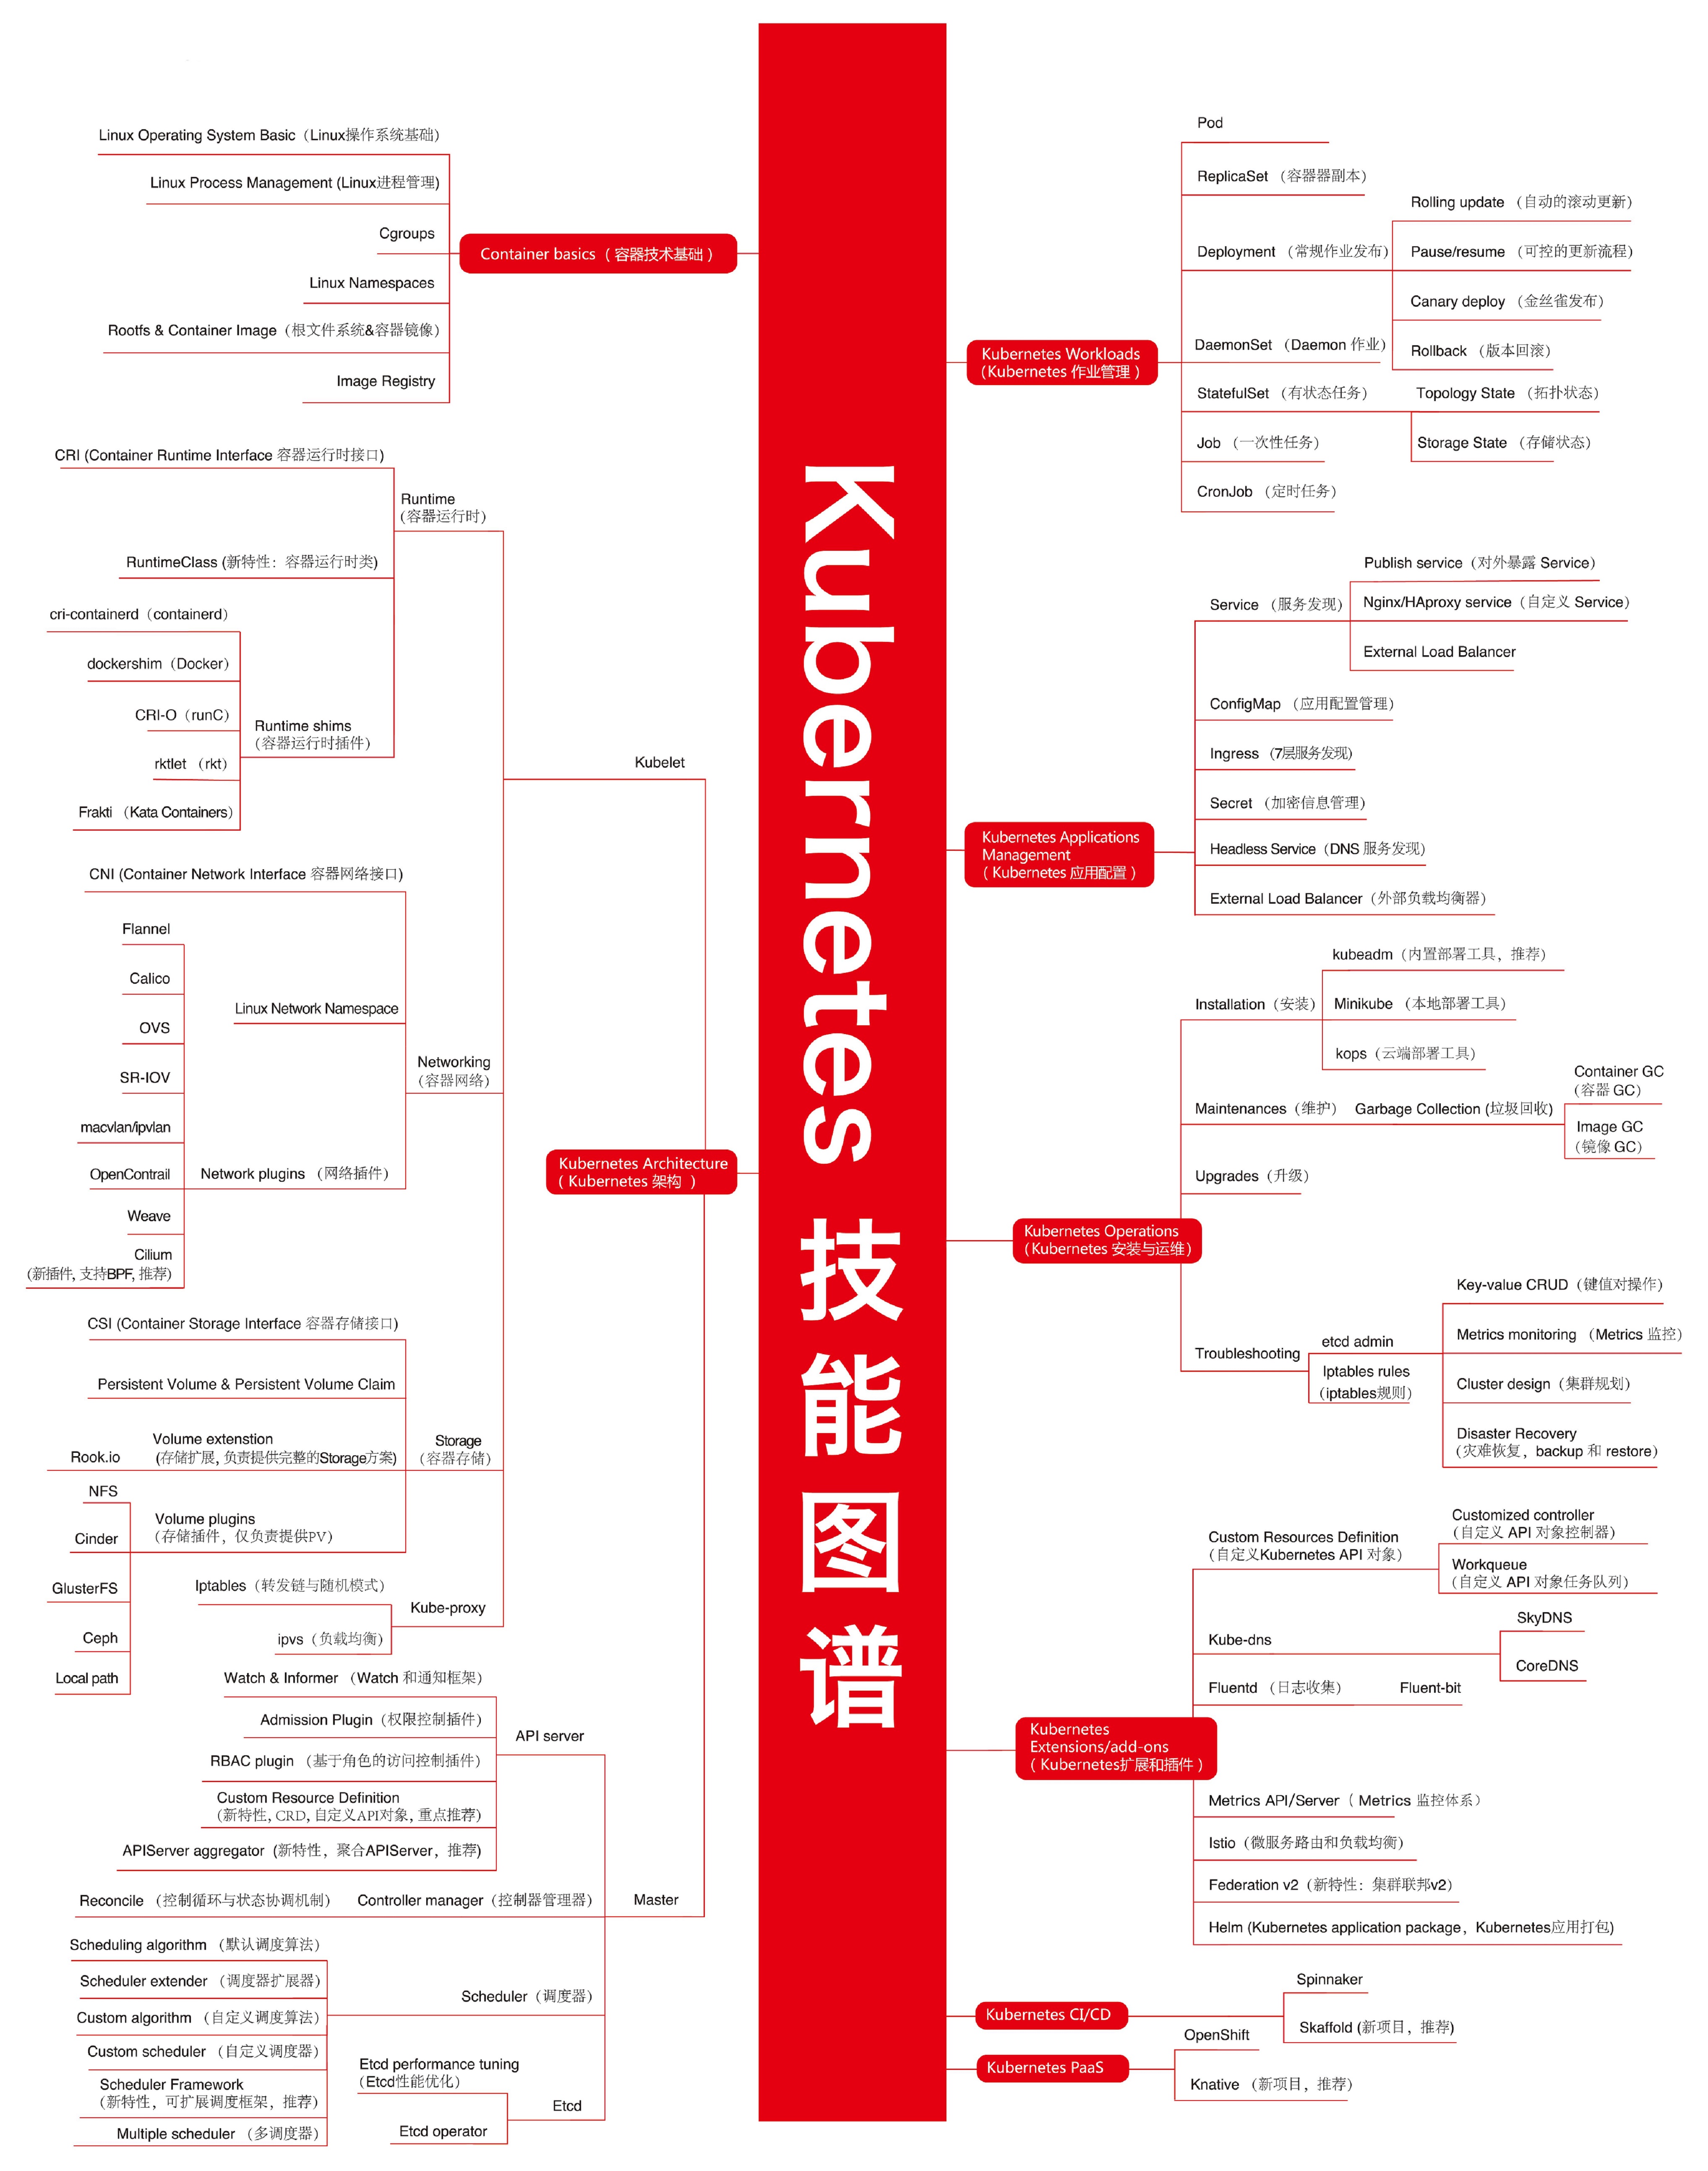 Kubernetes 技能图谱
Container basics（容器技术基础）
Linux Operating System Basic（Linux操作系统基础）
Linux Process Management (Linux进程管理)
Cgroups
Linux Namespaces
Rootfs & Container Image（根文件系统&容器镜像）
Image Registry
Kubernetes Architecture
（Kubernetes 架构 ）
Kubelet
Runtime
（容器运行时）
CRI (Container Runtime Interface 容器运行时接口）
RuntimeClass (新特性：容器运行时类）
Runtime shims
（容器运行时插件）
cri-containerd（containerd）
dockershim（Docker）
CRI-O（runC）
rktlet （rkt）
Frakti （Kata Containers）
Networking
（容器网络）
CNI (Container Network Interface 容器网络接口）
Linux Network Namespace
Network plugins （网络插件）
Flannel
Calico
OVS
SR-IOV
macvlan/ipvlan
OpenContrail
Weave
Cilium
（新插件, 支持BPF, 推荐）
Storage
（容器存储）
CSI (Container Storage Interface 容器存储接口）
Persistent Volume & Persistent Volume Claim
Volume extenstion
（存储扩展, 负责提供完整的Storage方案）
Rook.io
Volume plugins
（存储插件，仅负责提供PV）
NFS
Cinder
GlusterFS
Ceph
Local path
Kube-proxy
Iptables（转发链与随机模式）
ipvs（负载均衡）
Master
API server
Watch & Informer （Watch 和通知框架）
Admission Plugin（权限控制插件）
RBAC plugin （基于角色的访问控制插件）
Custom Resource Definition
（新特性, CRD, 自定义API对象, 重点推荐）
APIServer aggregator（新特性，聚合APIServer，推荐）
Controller manager（控制器管理器）
Reconcile （控制循环与状态协调机制）
Scheduler（调度器）
Scheduling algorithm （默认调度算法）
Scheduler extender （调度器扩展器）
Custom algorithm （自定义调度算法）
Custom scheduler （自定义调度器）
Scheduler Framework
（新特性，可扩展调度框架，推荐）
Multiple scheduler （多调度器）
Etcd
Etcd performance tuning
（Etcd性能优化）
Etcd operator
Kubernetes Workloads
（Kubernetes 作业管理 ）
Pod
ReplicaSet （容器器副本）
Deployment （常规作业发布）
Rolling update （自动的滚动更新）
Pause/resume （可控的更新流程）
Canary deploy （金丝雀发布）
Rollback （版本回滚）
DaemonSet （Daemon 作业）
StatefulSet （有状态任务）
Topology State （拓扑状态）
Storage State （存储状态）
Job （一次性任务）
CronJob （定时任务）
Kubernetes Applications
Management
（Kubernetes 应用配置 ）
Service （服务发现）
Publish service（对外暴露 Service）
Nginx/HAproxy service（自定义 Service）
External Load Balancer
ConfigMap （应用配置管理）
Ingress （7层服务发现）
Secret （加密信息管理）
Headless Service（DNS 服务发现）
External Load Balancer（外部负载均衡器）
Kubernetes Operations
（Kubernetes 安装与运维）
Installation（安装）
kubeadm（内置部署工具，推荐）
Minikube （本地部署工具）
kops（云端部署工具）
Maintenances（维护）
Garbage Collection (垃圾回收）
Container GC
（容器 GC）
Image GC
（镜像 GC）
Upgrades（升级）
Troubleshooting
etcd admin
Iptables rules
（iptables规则）
Key-value CRUD（键值对操作）
Metrics monitoring （Metrics 监控）
Cluster design（集群规划）
Disaster Recovery
（灾难恢复，backup 和 restore）
Kubernetes
Extensions/add-ons
（ Kubernetes扩展和插件 ）
Custom Resources Definition
（自定义Kubernetes API 对象）
Customized controller
（自定义 API 对象控制器）
Workqueue
（自定义 API 对象任务队列）
Kube-dns
SkyDNS
CoreDNS
Fluentd （日志收集）
Fluent-bit
Metrics API/Server（ Metrics 监控体系）
Istio（微服务路由和负载均衡）
Federation v2（新特性：集群联邦v2）
Helm (Kubernetes application package，Kubernetes应用打包)
Kubernetes CI/CD
Spinnaker
Skaffold (新项目，推荐)
Kubernetes PaaS
OpenShift
Knative （新项目，推荐）